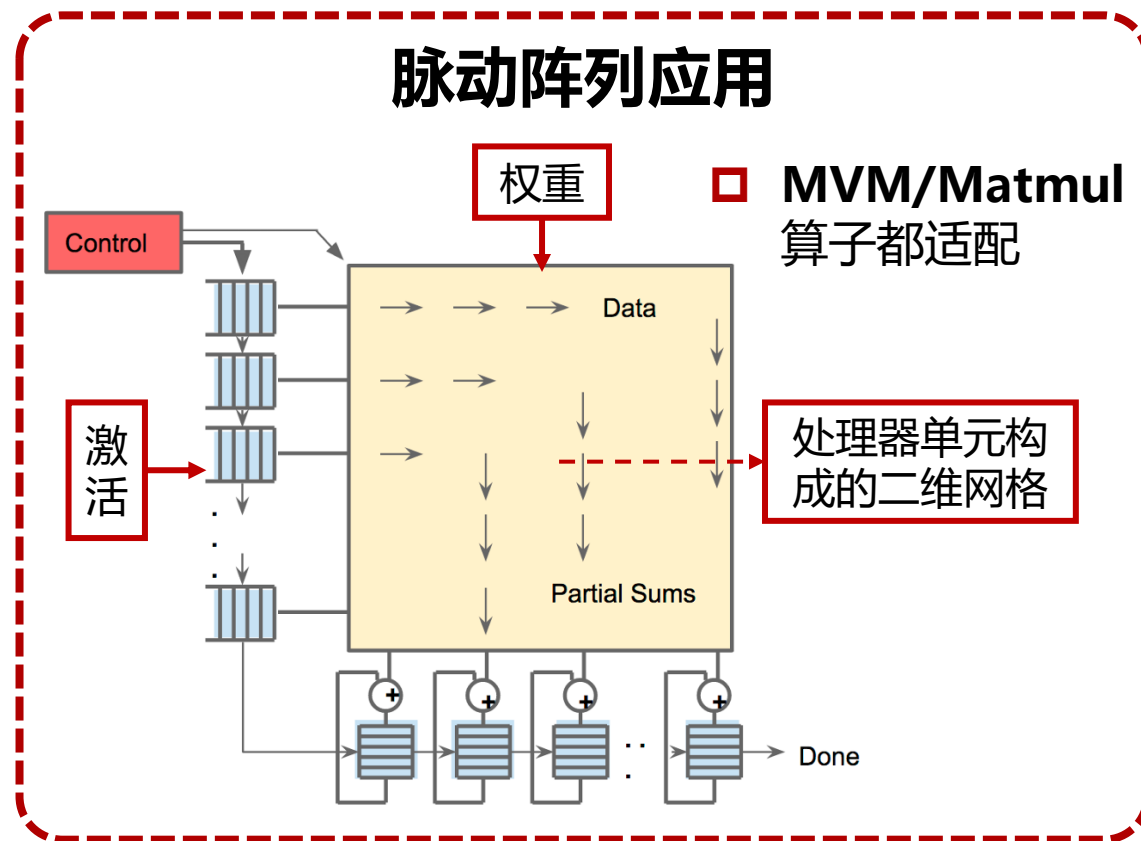 脉动阵列应用
权重
MVM/Matmul
算子都适配
Control
Data
激
活
处理器单元构
成的二维网格
Partial Sums
+
+
+
+
Done